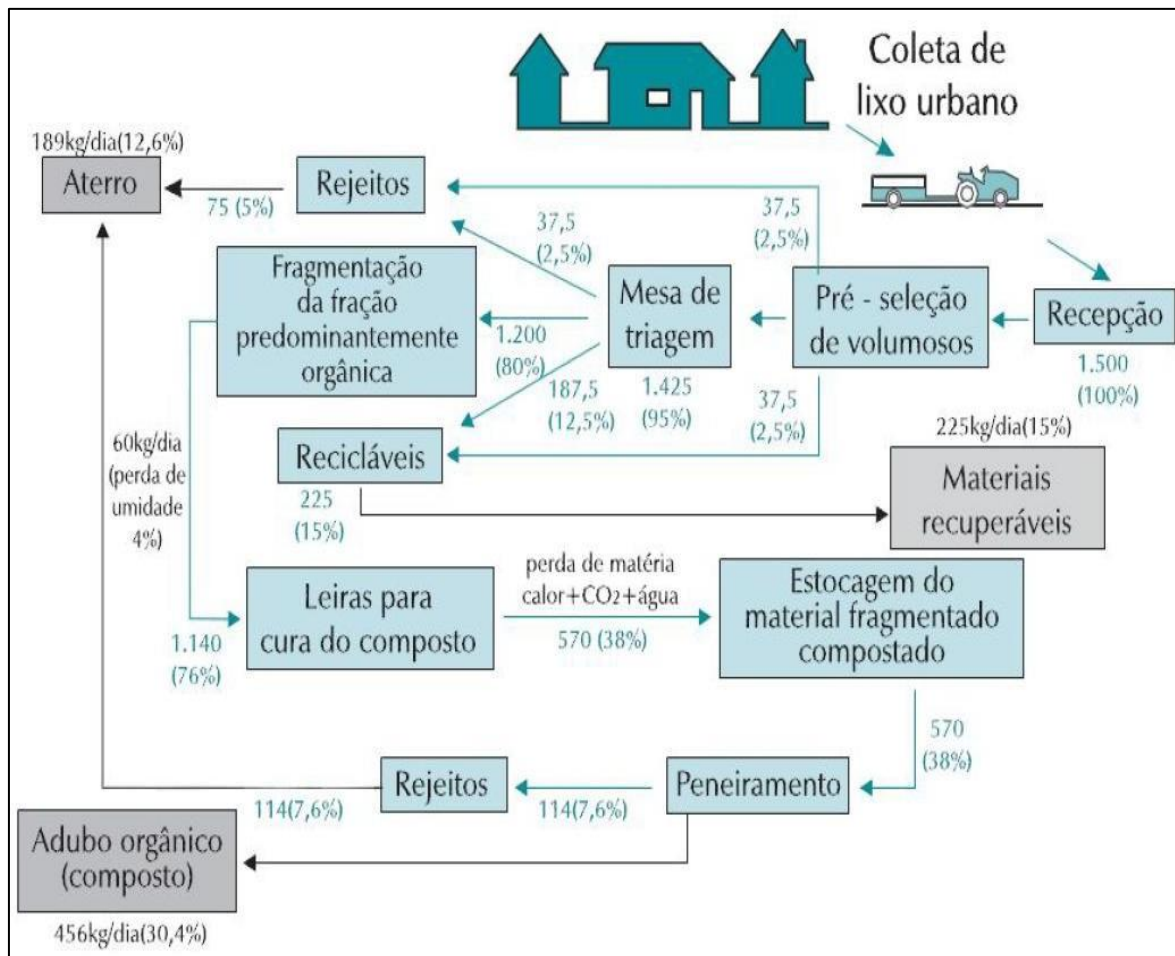 Coleta de
lixo urbano
189kg/dia(12,6%)
Aterro
75 (5%)
Rejeitos
37,5
(2,5%)
37,5
(2,5%)
Fragmentação
da fração
predominantemente
orgânica
1.200
(80%)
Mesa de
triagem
1.425
(95%)
Pré - seleção
de volumosos
Recepção
1.500
(100%)
187,5
(12,5%)
37,5
(2,5%)
60kg/dia
(perda de
umidade
4%)
Recicláveis
225
(15%)
225kg/dia(15%)
Materiais
recuperáveis
1.140
(76%)
Leiras para
cura do composto
perda de matéria
calor+CO2+água
570 (38%)
Estocagem do
material fragmentado
compostado
570
(38%)
Peneiramento
114(7,6%)
Rejeitos
114(7,6%)
Adubo orgânico
(composto)
456kg/dia(30,4%)